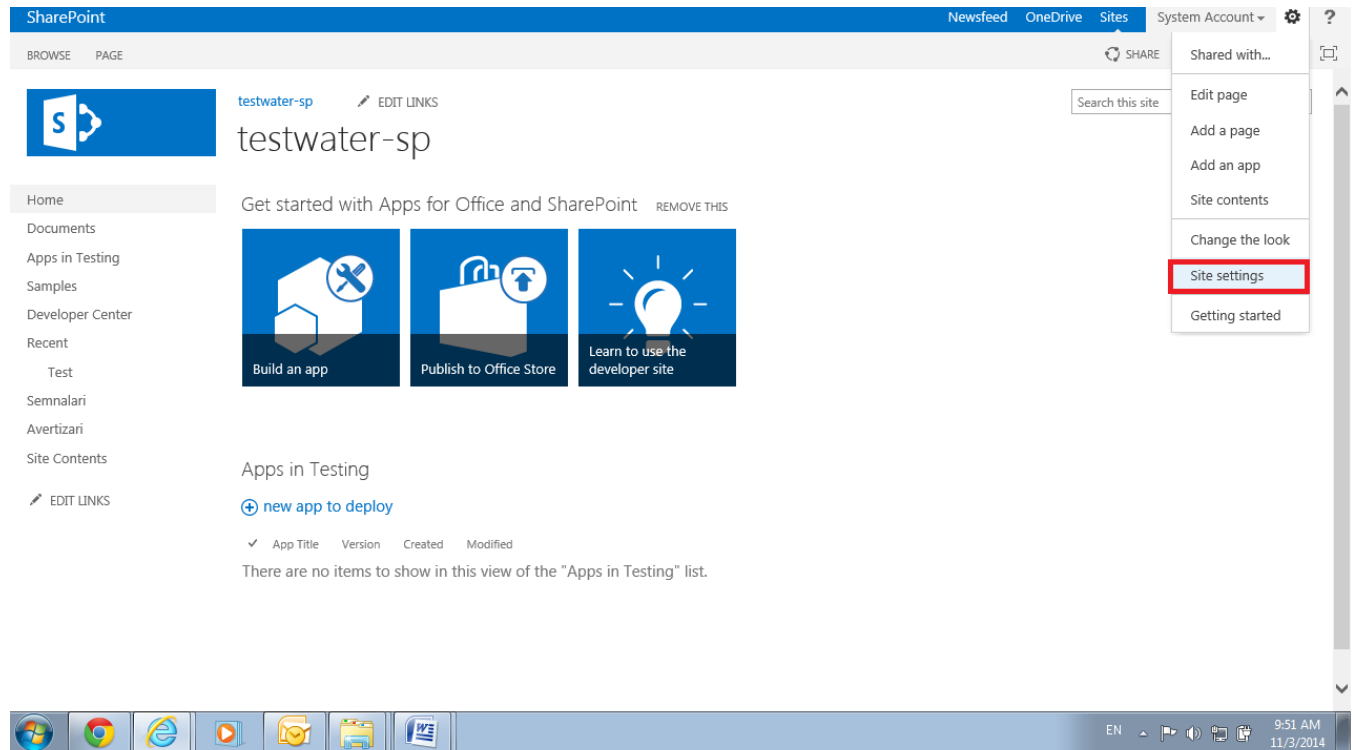 SharePoint
Newsfeed OneDrive Sites System Account ?
BROWSE PAGE
SHARE
Shared with...
Edit page
Add a page
Add an app
Site contents
Change the look
Site settings
Getting started
S
testwater-sp EDIT LINKS
Search this site
testwater-sp
Home
Documents
Apps in Testing
Samples
Developer Center
Recent
Test
Semnalari
Avertizari
Site Contents
EDIT LINKS
Get started with Apps for Office and SharePoint REMOVE THIS
Build an app
Publish to Office Store
Learn to use the
developer site
Apps in Testing
new app to deploy
App Title Version Created Modified
There are no items to show in this view of the "Apps in Testing" list.
W
EN
9:51 AM
11/3/2014